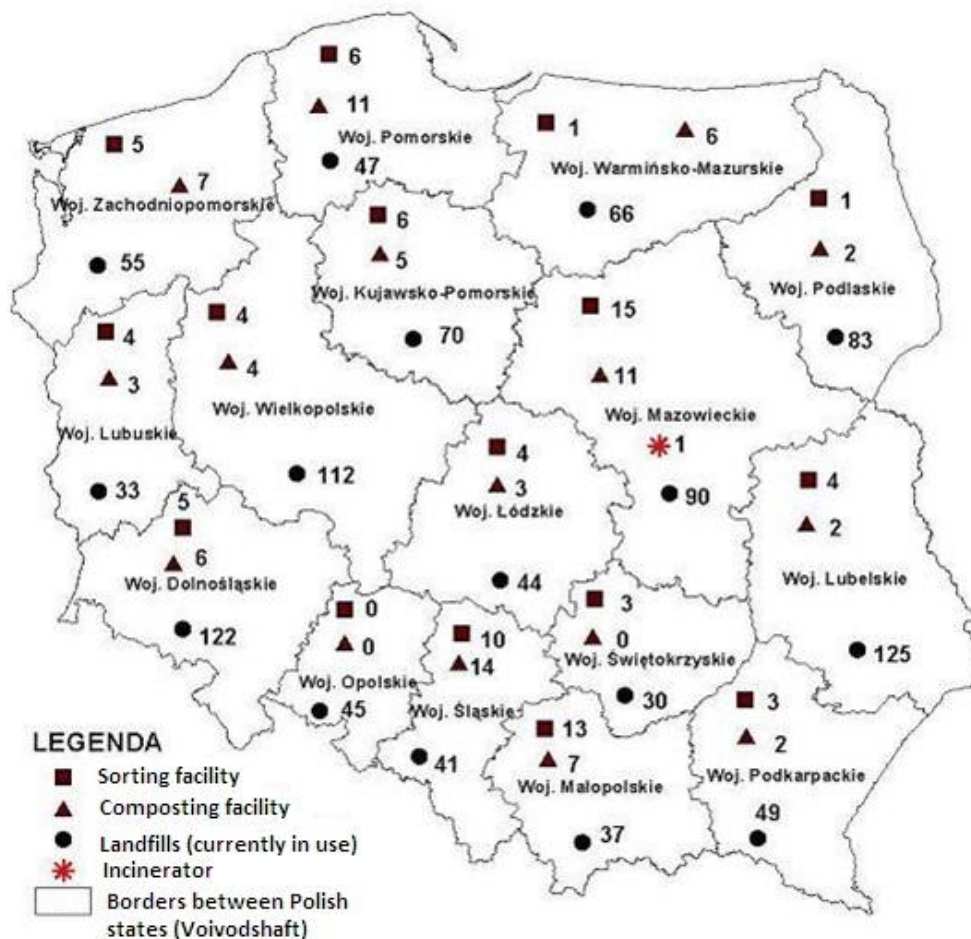 6
11
Woj. Pomorskie
47
5
7
Woj. Zachodniopomorskie
55
1
6
Woj. Warmińsko-Mazurskie
66
1
2
Woj. Podlaskie
83
6
5
Woj. Kujawsko-Pomorskie
70
4
3
Woj. Lubuskie
33
4
4
Woj. Wielkopolskie
112
15
11
Woj. Mazowieckie
1
90
4
3
Woj. Łódzkie
44
4
2
Woj. Lubelskie
125
5
6
Woj. Dolnośląskie
122
0
0
Woj. Opolskie
45
10
14
Woj. Śląskie
41
3
0
Woj. Świętokrzyskie
30
13
7
Woj. Małopolskie
37
3
2
Woj. Podkarpackie
49
LEGENDA
Sorting facility
Composting facility
Landfills (currently in use)
Incinerator
Borders between Polish
states (Voivodshaft)